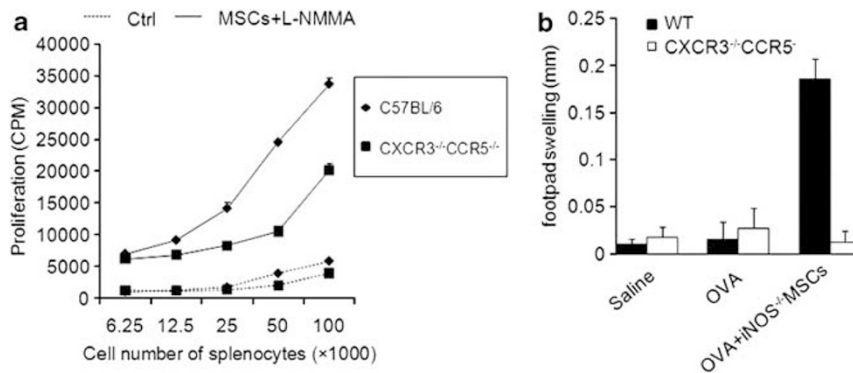 a
Ctrl
MSCs+L-NMMA
Proliferation (CPM)
40000
35000
30000
25000
20000
15000
10000
5000
0
6.25 12.5 25 50 100
Cell number of splenocytes (×1000)
C57BL/6
CXCR3-/-CCR5-/-
b
WT
CXCR3-/-CCR5-
footpad swelling (mm)
0.25
0.2
0.15
0.1
0.05
0
Saline
OVA
OVA+iNOS-/-MSCs